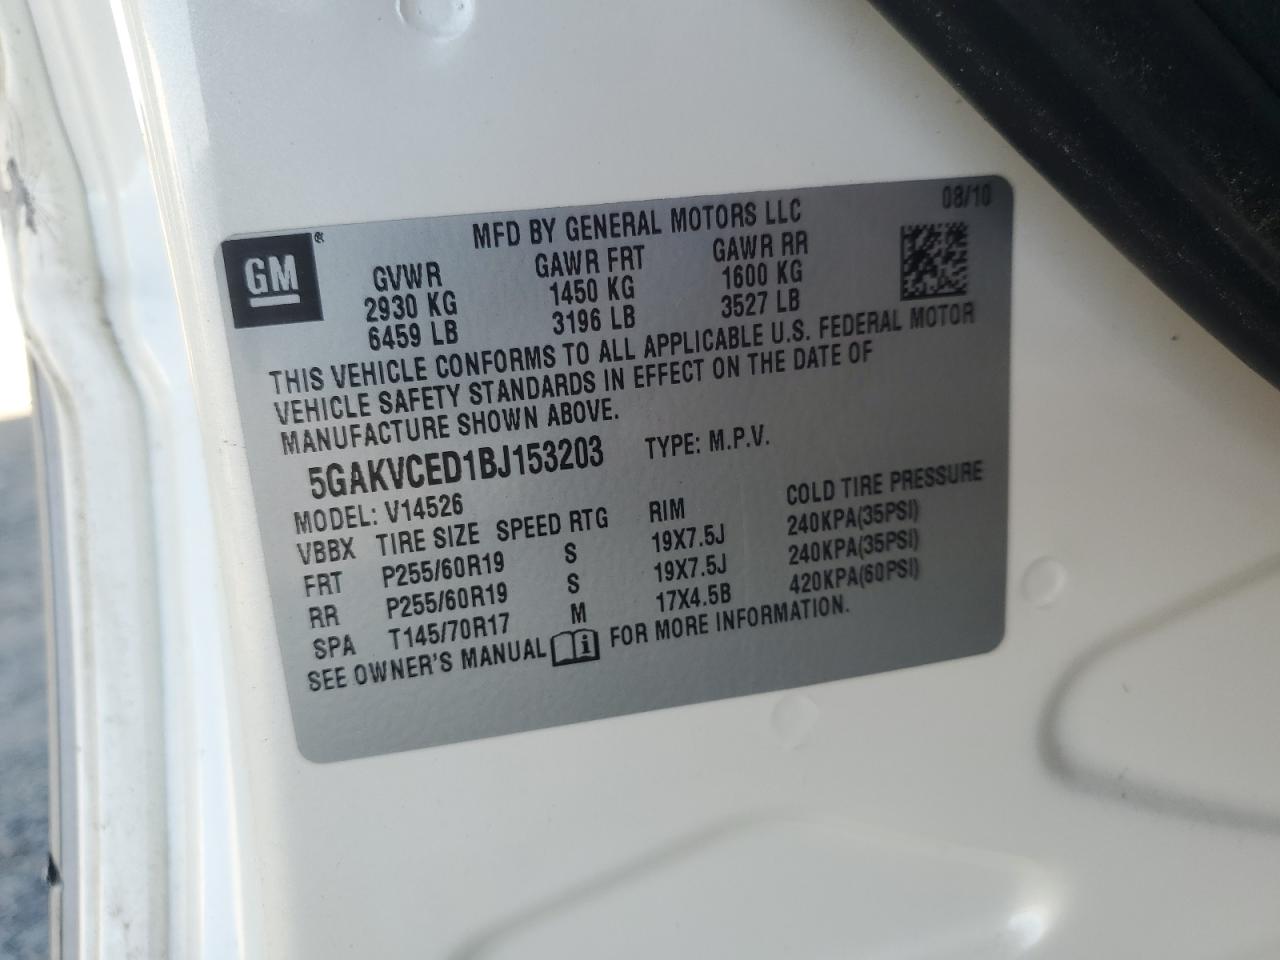 08/10
GM®
MFD BY GENERAL MOTORS LLC
GVWR GAWR FRT GAWR RR
2930 KG 1450 KG 1600 KG
6459 LB 3196 LB 3527 LB
THIS VEHICLE CONFORMS TO ALL APPLICABLE U.S. FEDERAL MOTOR
VEHICLE SAFETY STANDARDS IN EFFECT ON THE DATE OF
MANUFACTURE SHOWN ABOVE.
5GAKVCED1BJ153203 TYPE: M.P.V.
MODEL: V14526
VBBX TIRE SIZE SPEED RTG RIM COLD TIRE PRESSURE
FRT P255/60R19 S 19X7.5J 240KPA(35PSI)
RR P255/60R19 S 19X7.5J 240KPA(35PSI)
SPA T145/70R17 M 17X4.5B 420KPA(60PSI)
SEE OWNER'S MANUAL i FOR MORE INFORMATION.